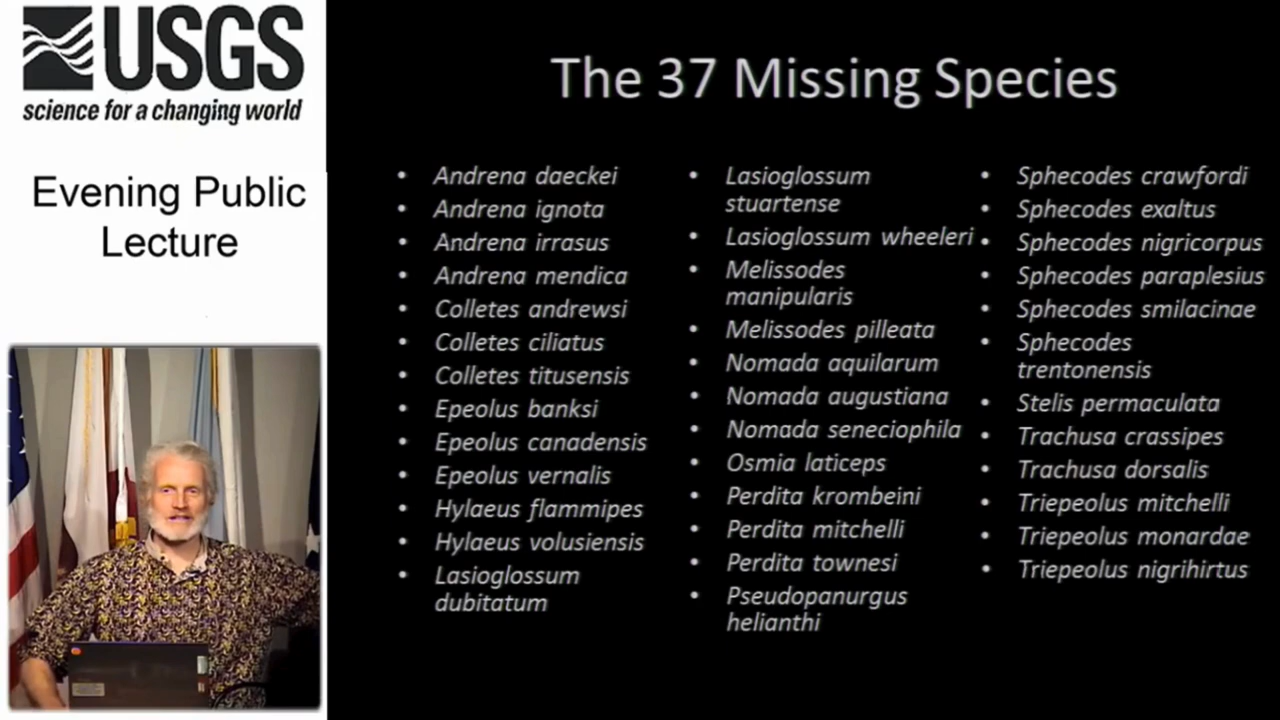 USGS
science for a changing world
Evening Public
Lecture
The 37 Missing Species
• Andrena daeckei
• Andrena ignota
• Andrena irrasus
• Andrena mendica
• Colletes andrewsi
• Colletes ciliatus
• Colletes titusensis
• Epeolus banksi
• Epeolus canadensis
• Epeolus vernalis
• Hylaeus flammipes
• Hylaeus volusiensis
• Lasioglossum
dubitatum
• Lasioglossum
stuartense
• Lasioglossum wheeleri
• Melissodes
manipularis
• Melissodes pilleata
• Nomada aquilarum
• Nomada augustiana
• Nomada seneciophila
• Osmia laticeps
• Perdita krombeini
• Perdita mitchelli
• Perdita townesi
• Pseudopanurgus
helianthi
• Sphecodes crawfordi
• Sphecodes exaltus
• Sphecodes nigricorpus
• Sphecodes paraplesius
• Sphecodes smilacinae
• Sphecodes
trentonensis
• Stelis permaculata
• Trachusa crassipes
• Trachusa dorsalis
• Triepeolus mitchelli
• Triepeolus monardae
• Triepeolus nigrihirtus